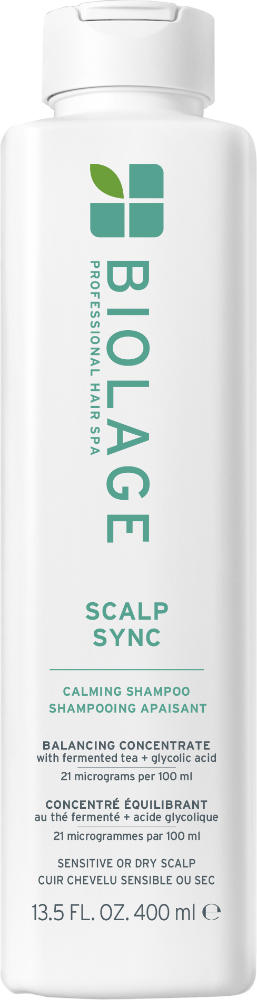 BIOLAGE
PROFESSIONAL HAIR SPA
SCALP
SYNC
CALMING SHAMPOO
SHAMPOOING APAISANT
BALANCING CONCENTRATE
with fermented tea + glycolic acid
21 micrograms per 100 ml
CONCENTRÉ ÉQUILIBRANT
au thé fermenté + acide glycolique
21 microgrammes par 100 ml
SENSITIVE OR DRY SCALP
CUIR CHEVELU SENSIBLE OU SEC
13.5 FL. OZ. 400 ml ℮